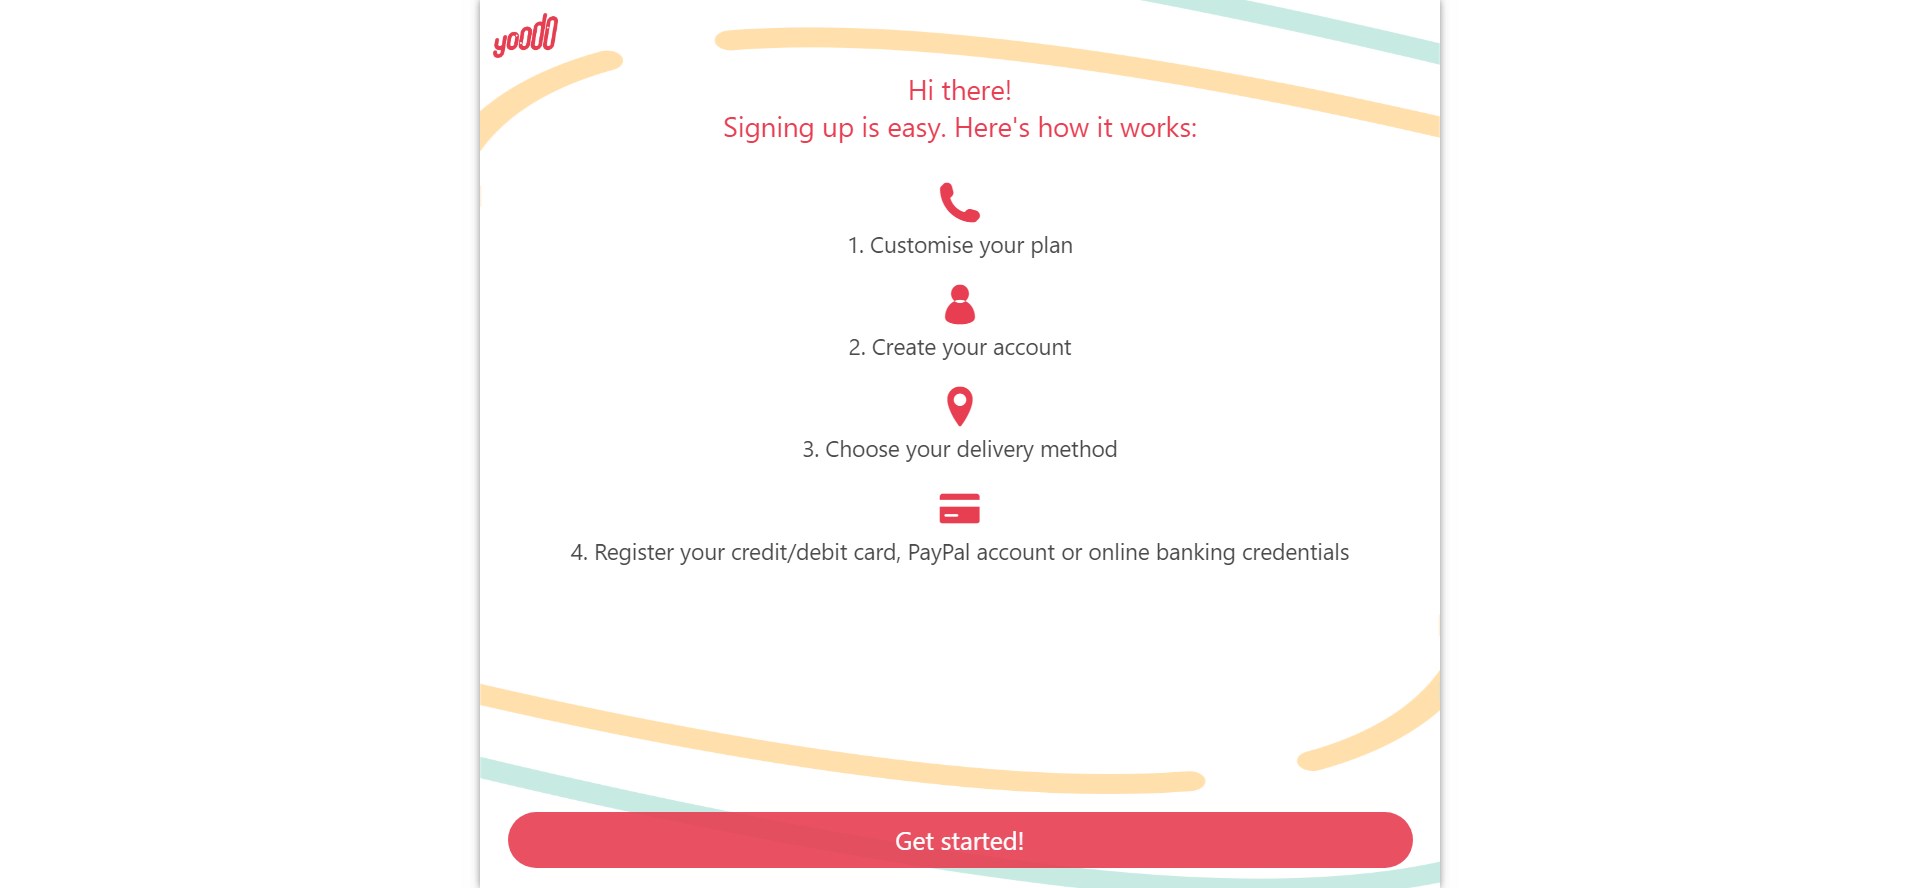 yoodo
Hi there!
Signing up is easy. Here's how it works:
1. Customise your plan
2. Create your account
3. Choose your delivery method
4. Register your credit/debit card, PayPal account or online banking credentials
Get started!